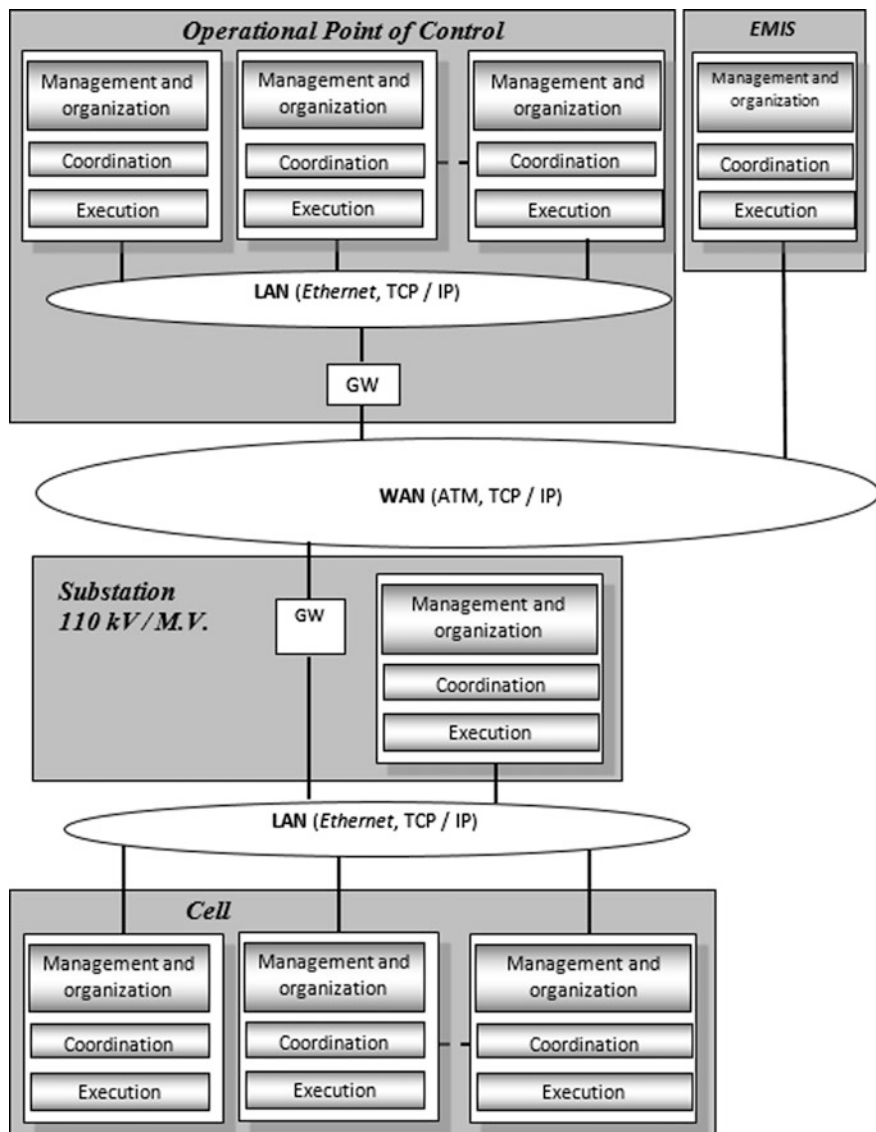 Operational Point of Control
EMIS
Management and
organization
Coordination
Execution
Management and
organization
Coordination
Execution
Management and
organization
Coordination
Execution
Management and
organization
Coordination
Execution
LAN (Ethernet, TCP / IP)
GW
WAN (ATM, TCP / IP)
Substation
110 kV / M.V.
GW
Management and
organization
Coordination
Execution
LAN (Ethernet, TCP / IP)
Cell
Management and
organization
Coordination
Execution
Management and
organization
Coordination
Execution
Management and
organization
Coordination
Execution